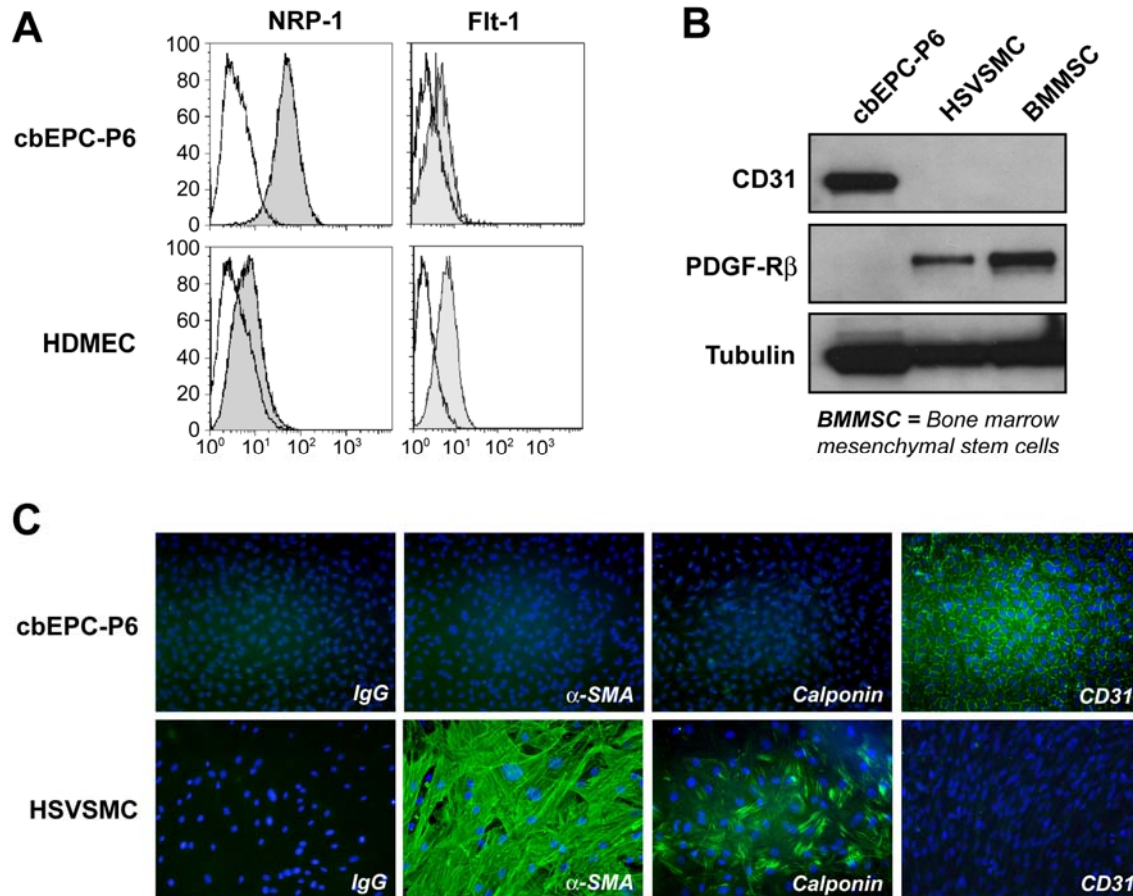 A
NRP-1
Flt-1
cbEPC-P6
100
80
60
40
20
0
HDMEC
100
80
60
40
20
0
10⁰ 10¹ 10² 10³
10⁰ 10¹ 10² 10³
B
cbEPC-P6
HSVSMC
BMMSC
CD31
PDGF-Rβ
Tubulin
BMMSC = Bone marrow
mesenchymal stem cells
C
cbEPC-P6
IgG
α-SMA
Calponin
CD31
HSVSMC
IgG
α-SMA
Calponin
CD31